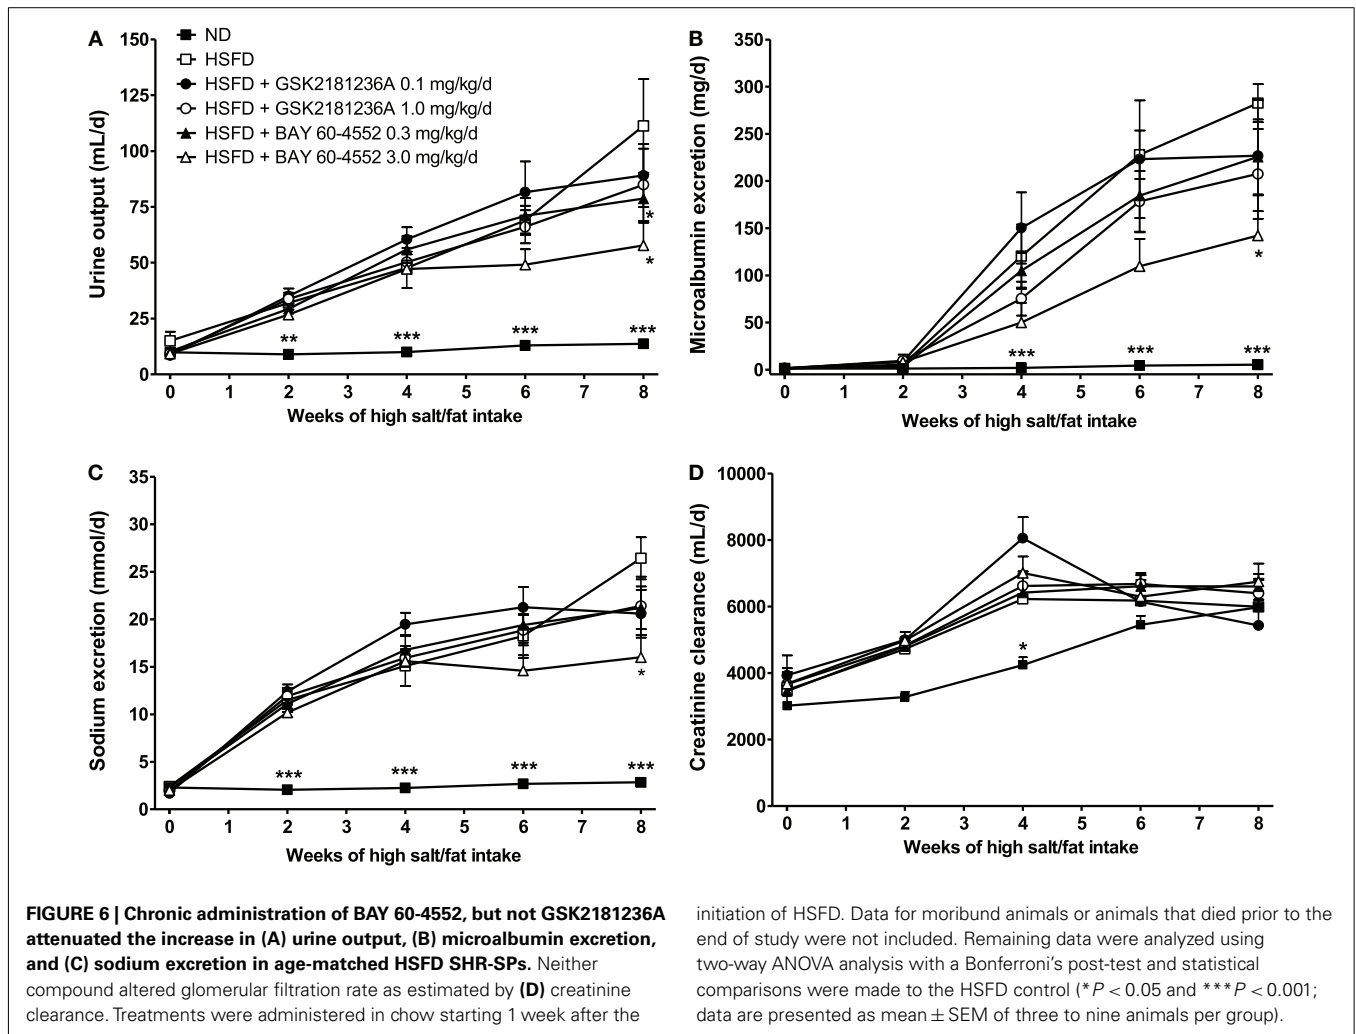 A
150
125
100
75
50
25
0
Urine output (mL/d)
ND
HSFD
HSFD + GSK2181236A 0.1 mg/kg/d
HSFD + GSK2181236A 1.0 mg/kg/d
HSFD + BAY 60-4552 0.3 mg/kg/d
HSFD + BAY 60-4552 3.0 mg/kg/d
**
***
***
***
*
*
0 1 2 3 4 5 6 7 8
Weeks of high salt/fat intake
B
350
300
250
200
150
100
50
0
Microalbumin excretion (mg/d)
***
***
***
*
0 1 2 3 4 5 6 7 8
Weeks of high salt/fat intake
C
35
30
25
20
15
10
5
0
Sodium excretion (mmol/d)
***
***
***
***
*
0 1 2 3 4 5 6 7 8
Weeks of high salt/fat intake
D
10000
8000
6000
4000
2000
0
Creatinine clearance (mL/d)
*
0 1 2 3 4 5 6 7 8
Weeks of high salt/fat intake
FIGURE 6 | Chronic administration of BAY 60-4552, but not GSK2181236A
attenuated the increase in (A) urine output, (B) microalbumin excretion,
and (C) sodium excretion in age-matched HSFD SHR-SPs. Neither
compound altered glomerular filtration rate as estimated by (D) creatinine
clearance. Treatments were administered in chow starting 1 week after the
initiation of HSFD. Data for moribund animals or animals that died prior to the
end of study were not included. Remaining data were analyzed using
two-way ANOVA analysis with a Bonferroni's post-test and statistical
comparisons were made to the HSFD control (*P < 0.05 and ***P < 0.001;
data are presented as mean ± SEM of three to nine animals per group).